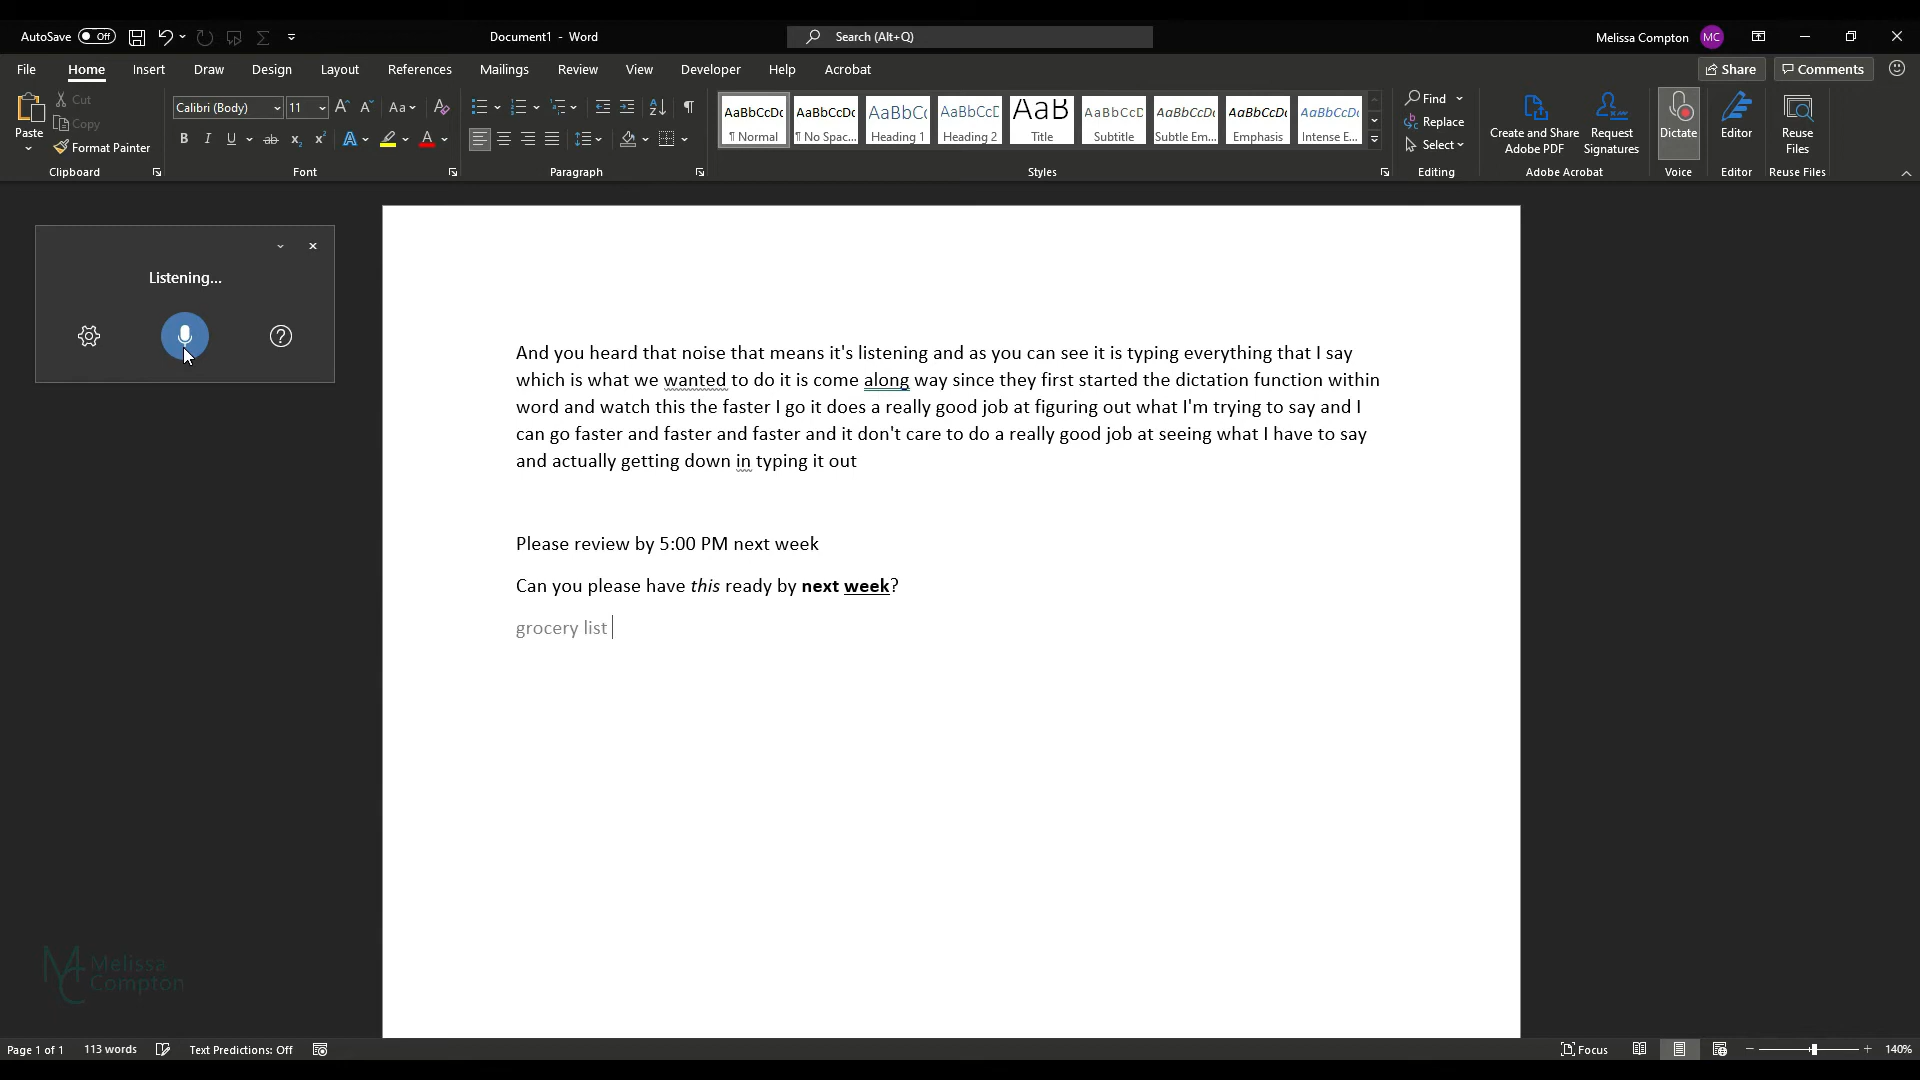 AutoSave Off Document1 - Word Search (Alt+Q) Melissa Compton MC
File Home Insert Draw Design Layout References Mailings Review View Developer Help Acrobat Share Comments
Paste Cut Copy Format Painter Clipboard
Calibri (Body) 11 Aa Font
Paragraph
AaBbCcDc ¶ Normal
AaBbCcDc ¶ No Spac...
AaBbC Heading 1
AaBbCcD Heading 2
AaB Title
AaBbCcD Subtitle
AaBbCcDc Subtle Em...
AaBbCcDc Emphasis
AaBbCcDc Intense E...
Styles
Find
Replace
Select
Editing
Create and Share Adobe PDF
Request Signatures
Adobe Acrobat
Dictate
Voice
Editor
Editor
Reuse Files
Reuse Files
Listening...
And you heard that noise that means it's listening and as you can see it is typing everything that I say
which is what we wanted to do it is come along way since they first started the dictation function within
word and watch this the faster I go it does a really good job at figuring out what I'm trying to say and I
can go faster and faster and faster and it don't care to do a really good job at seeing what I have to say
and actually getting down in typing it out
Please review by 5:00 PM next week
Can you please have this ready by next week?
grocery list
MC Melissa
Compton
Page 1 of 1 113 words Text Predictions: Off Focus 140%